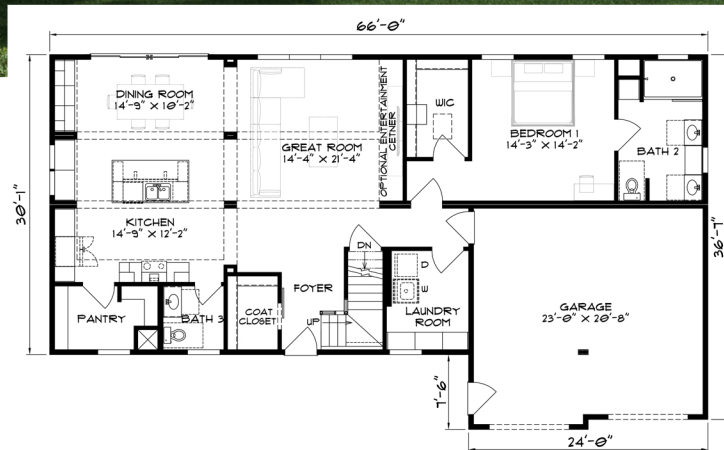 66'-0"
DINING ROOM
14'-9" X 10'-2"
GREAT ROOM
14'-4" X 21'-4"
OPTIONAL ENTERTAINMENT
CETNER
WIC
BEDROOM 1
14'-3" X 14'-2"
BATH 2
30'-1"
KITCHEN
14'-9" X 12'-2"
DN
36'-7"
D
W
FOYER
PANTRY
BATH 3
COAT
CLOSET
UP
LAUNDRY
ROOM
GARAGE
23'-0" X 20'-8"
7'-6"
24'-0"